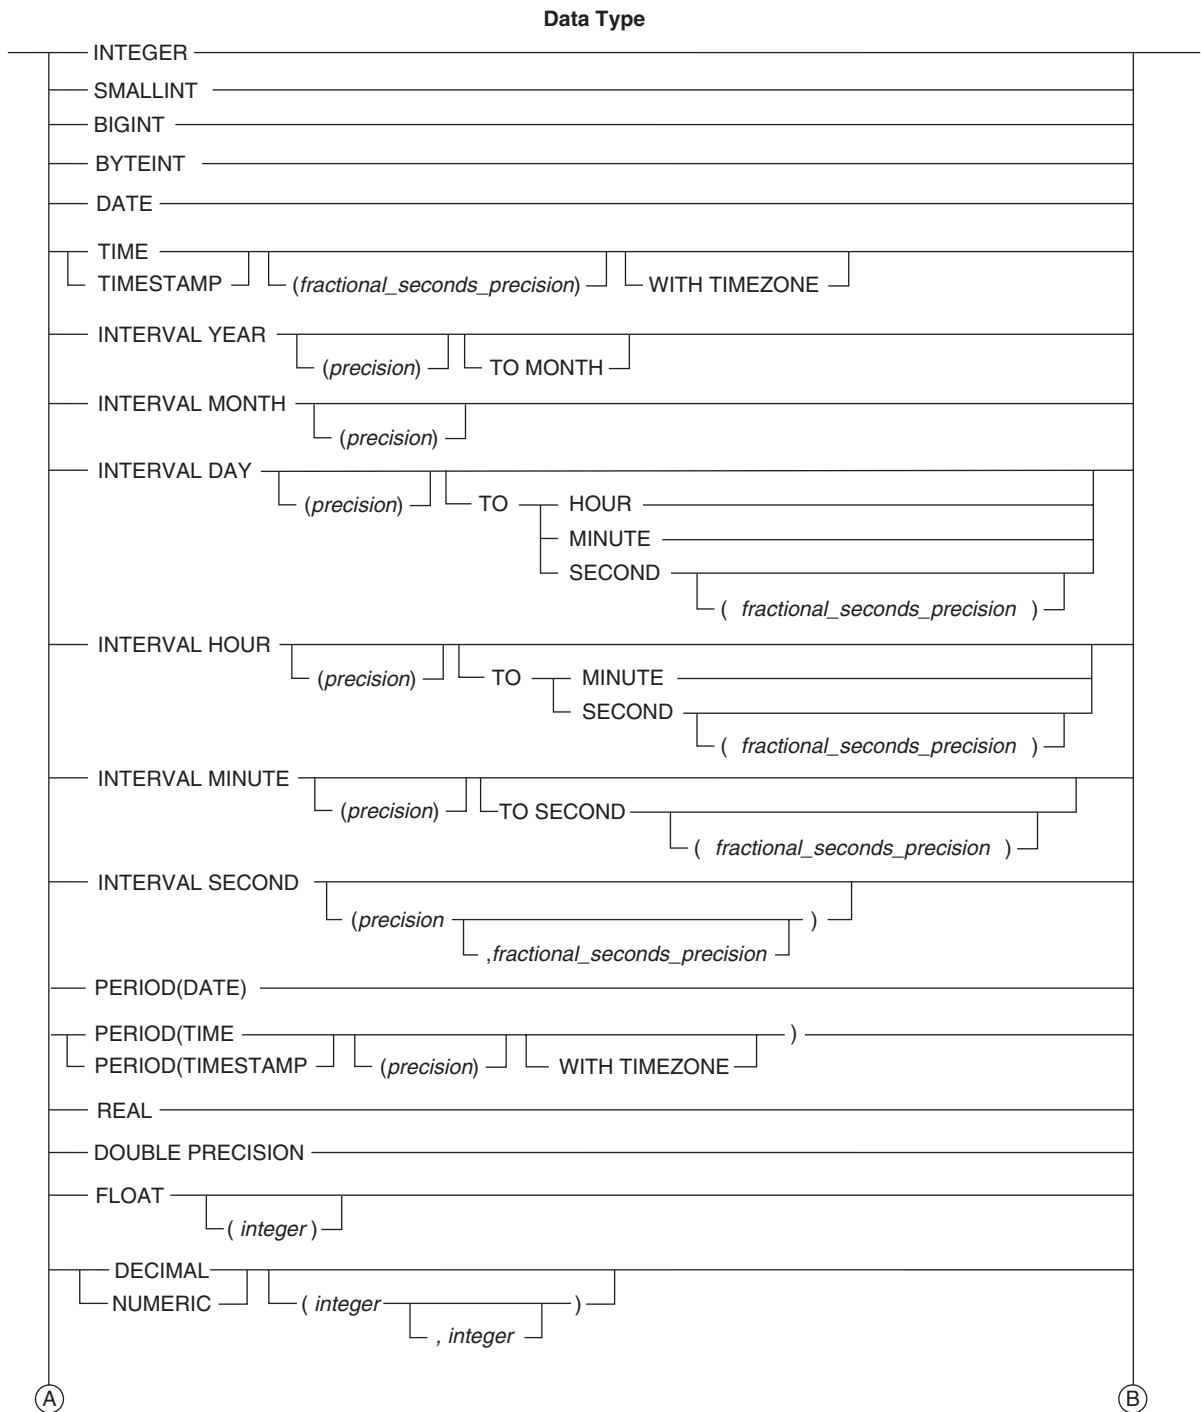 Data Type
INTEGER
SMALLINT
BIGINT
BYTEINT
DATE
TIME
TIMESTAMP (fractional_seconds_precision) WITH TIMEZONE
INTERVAL YEAR
(precision) TO MONTH
INTERVAL MONTH
(precision)
INTERVAL DAY
(precision) TO HOUR
MINUTE
SECOND
( fractional_seconds_precision )
INTERVAL HOUR
(precision) TO MINUTE
SECOND
( fractional_seconds_precision )
INTERVAL MINUTE
(precision) TO SECOND
( fractional_seconds_precision )
INTERVAL SECOND
(precision )
,fractional_seconds_precision
PERIOD(DATE)
PERIOD(TIME )
PERIOD(TIMESTAMP (precision) WITH TIMEZONE
REAL
DOUBLE PRECISION
FLOAT
( integer )
DECIMAL
NUMERIC ( integer )
, integer
A B